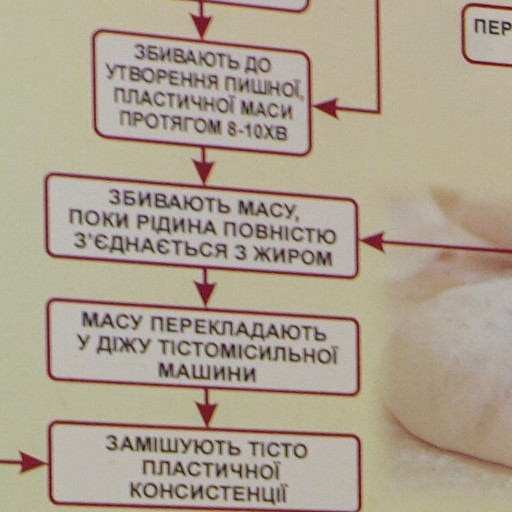 ПЕР
ЗБИВАЮТЬ ДО
УТВОРЕННЯ ПИШНОЇ,
ПЛАСТИЧНОЇ МАСИ
ПРОТЯГОМ 8-10ХВ
ЗБИВАЮТЬ МАСУ,
ПОКИ РІДИНА ПОВНІСТЮ
З'ЄДНАЄТЬСЯ З ЖИРОМ
МАСУ ПЕРЕКЛАДАЮТЬ
У ДІЖУ ТІСТОМІСИЛЬНОЇ
МАШИНИ
ЗАМІШУЮТЬ ТІСТО
ПЛАСТИЧНОЇ
КОНСИСТЕНЦІЇ